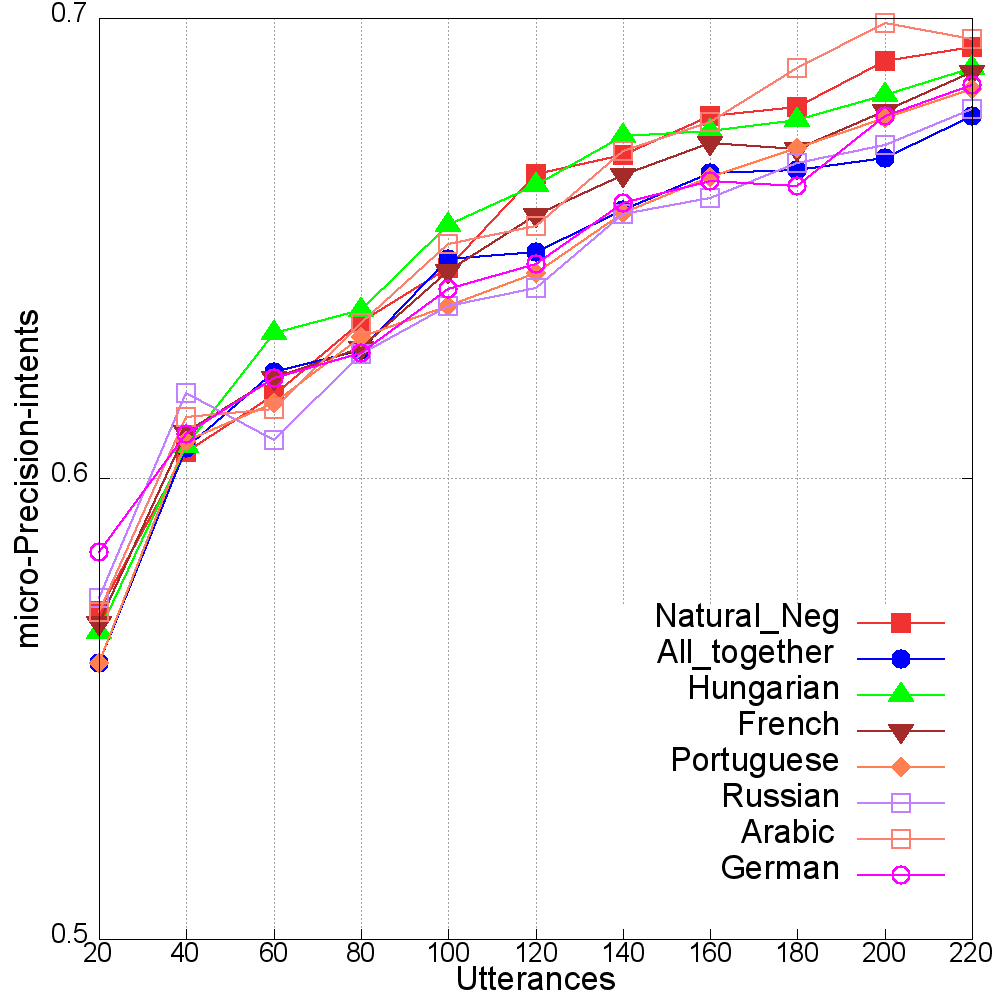 0.7
0.6
0.5
micro-Precision-intents
Natural_Neg
All_together
Hungarian
French
Portuguese
Russian
Arabic
German
20 40 60 80 100 120 140 160 180 200 220
Utterances